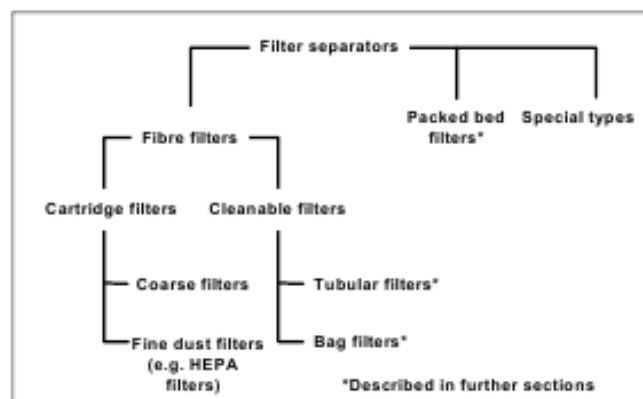 Filter separators
Packed bed
filters*
Special types
Fibre filters
Cartridge filters
Cleanable filters
Coarse filters
Tubular filters*
Fine dust filters
(e.g. HEPA
filters)
Bag filters*
*Described in further sections